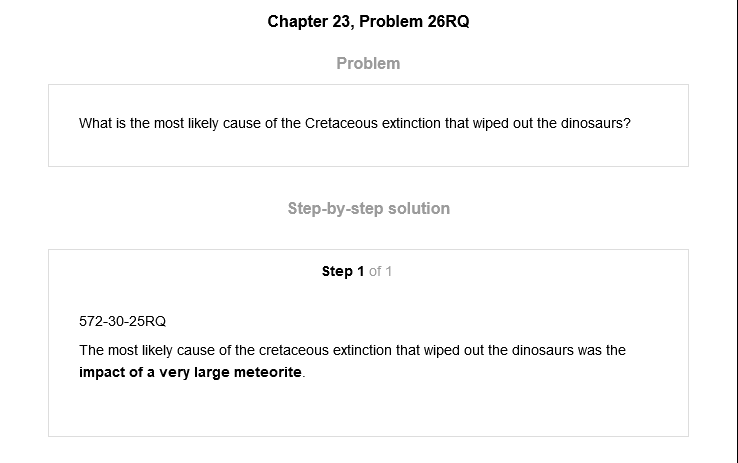 Chapter 23, Problem 26RQ
Problem
What is the most likely cause of the Cretaceous extinction that wiped out the dinosaurs?
Step-by-step solution
Step 1 of 1
572-30-25RQ
The most likely cause of the cretaceous extinction that wiped out the dinosaurs was the
impact of a very large meteorite.